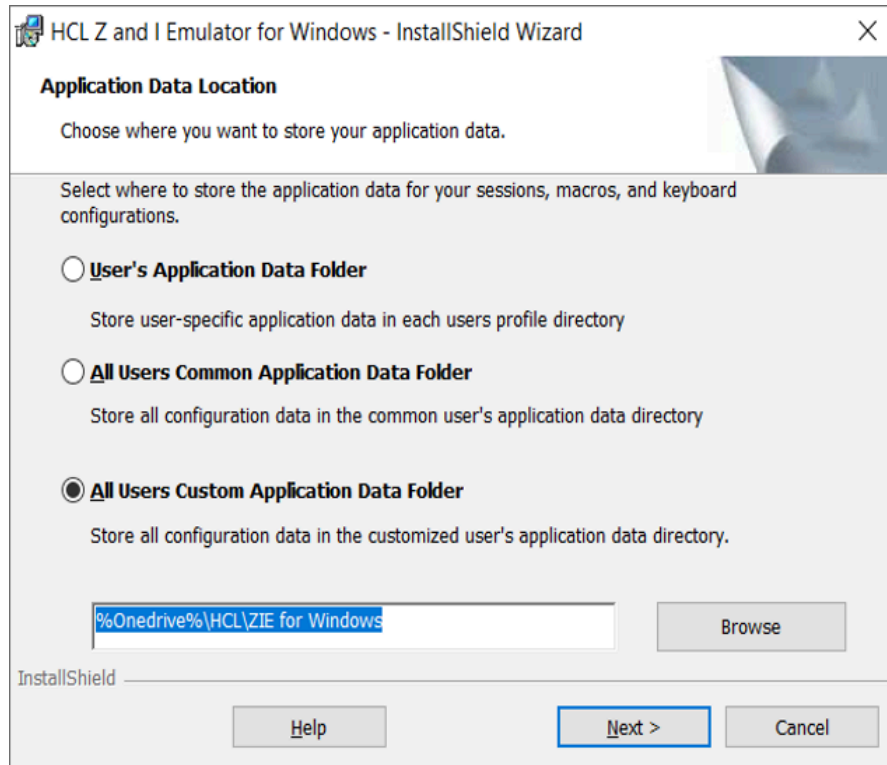 HCL Z and I Emulator for Windows - InstallShield Wizard
Application Data Location
Choose where you want to store your application data.
Select where to store the application data for your sessions, macros, and keyboard
configurations.
User's Application Data Folder
Store user-specific application data in each users profile directory
All Users Common Application Data Folder
Store all configuration data in the common user's application data directory
All Users Custom Application Data Folder
Store all configuration data in the customized user's application data directory.
%Onedrive%\HCL\ZIE for Windows
Browse
InstallShield
Help
Next >
Cancel